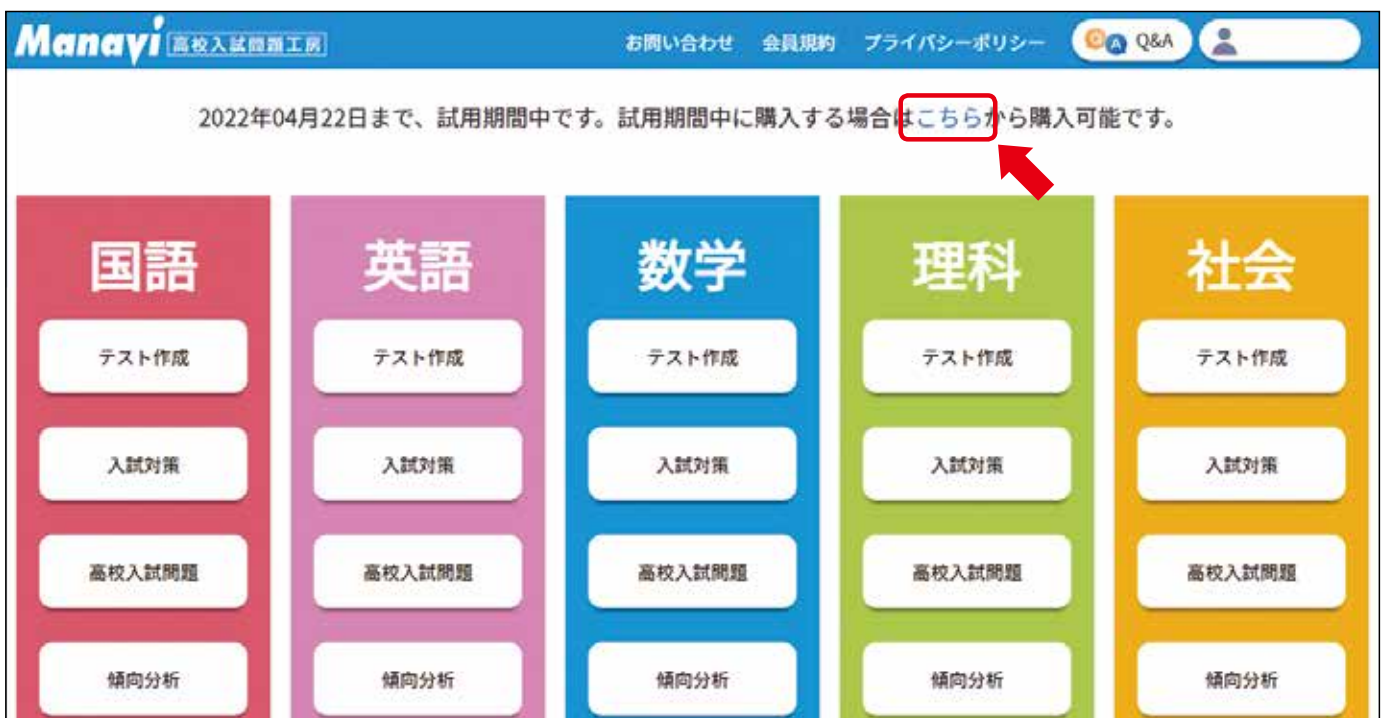 Manavi 高校入試問題工房 お問い合わせ 会員規約 プライバシーポリシー QA Q&A
2022年04月22日まで、試用期間中です。試用期間中に購入する場合はこちらから購入可能です。
国語 英語 数学 理科 社会
テスト作成 テスト作成 テスト作成 テスト作成 テスト作成
入試対策 入試対策 入試対策 入試対策 入試対策
高校入試問題 高校入試問題 高校入試問題 高校入試問題 高校入試問題
傾向分析 傾向分析 傾向分析 傾向分析 傾向分析